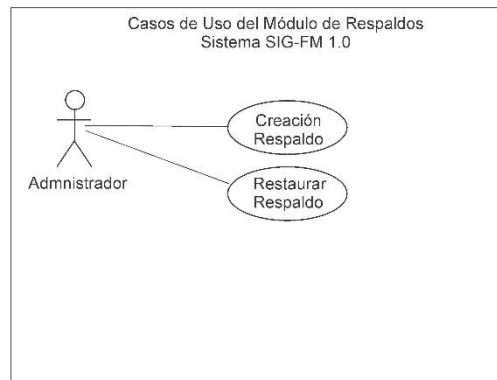 Casos de Uso del Módulo de Respaldos
Sistema SIG-FM 1.0
Creación
Respaldo
Admnistrador
Restaurar
Respaldo